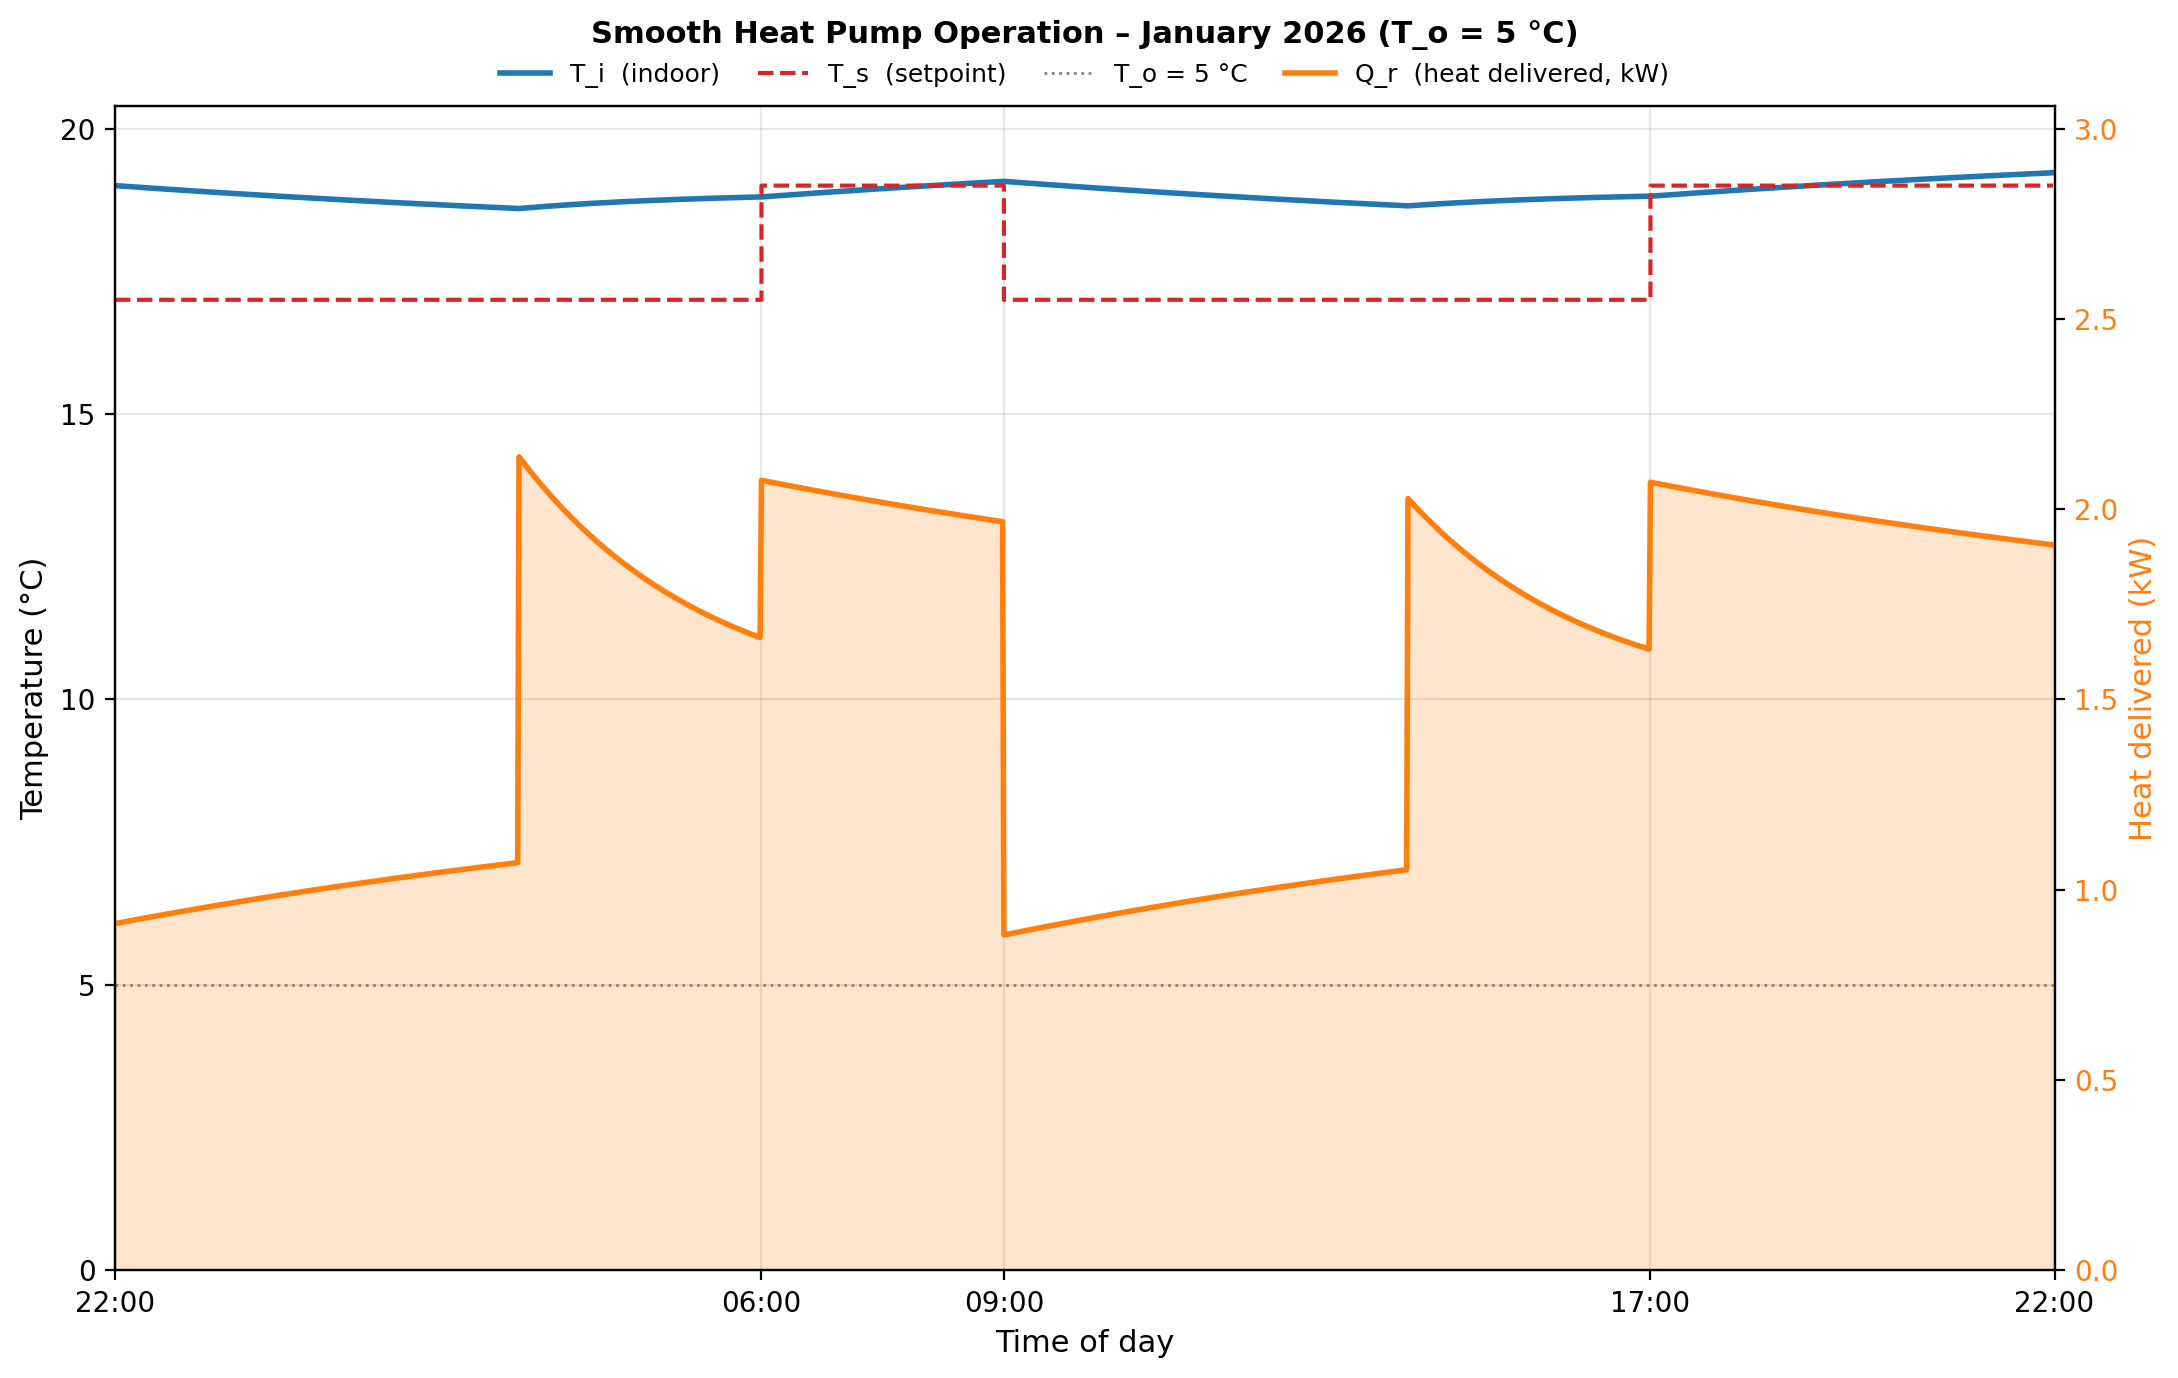 Smooth Heat Pump Operation – January 2026 (T_o = 5 °C)
T_i (indoor) T_s (setpoint) T_o = 5 °C Q_r (heat delivered, kW)
Temperature (°C)
20
15
10
5
0
3.0
2.5
2.0
1.5
1.0
0.5
0.0
Heat delivered (kW)
22:00 06:00 09:00 17:00 22:00
Time of day